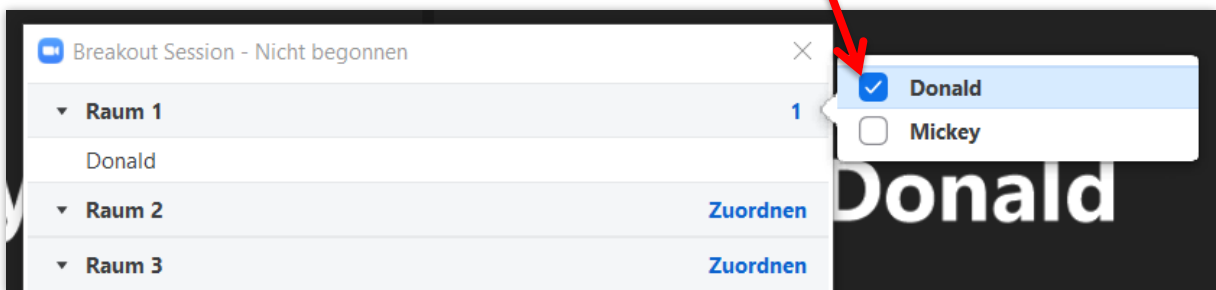 Breakout Session - Nicht begonnen
Raum 1 1
Donald
Raum 2 Zuordnen
Raum 3 Zuordnen
Donald
Mickey
Donald